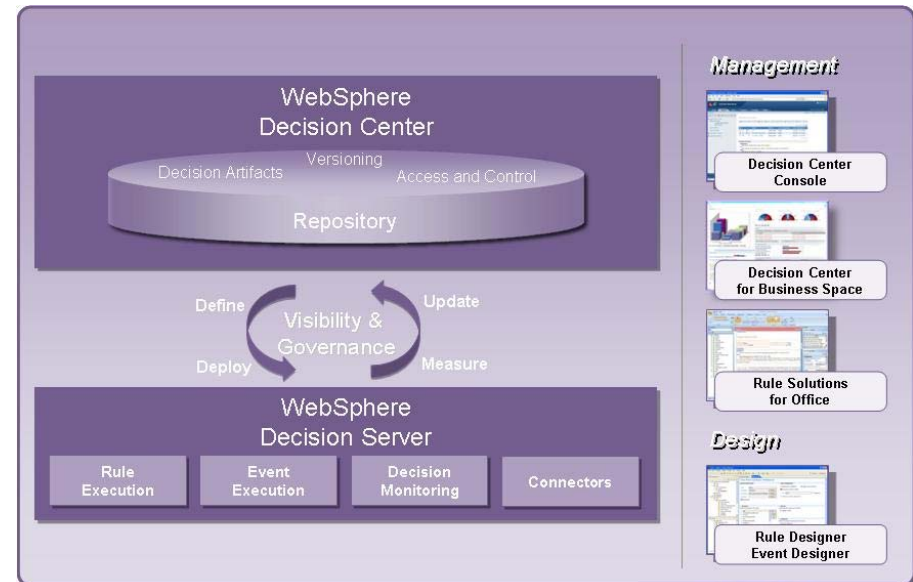 WebSphere
Decision Center
Versioning
Decision Artifacts
Access and Control
Repository
Define
Update
Visibility &
Governance
Deploy
Measure
WebSphere
Decision Server
Rule
Execution
Event
Execution
Decision
Monitoring
Connectors
Management
Decision Center
Console
Decision Center
for Business Space
Rule Solutions
for Office
Design
Rule Designer
Event Designer